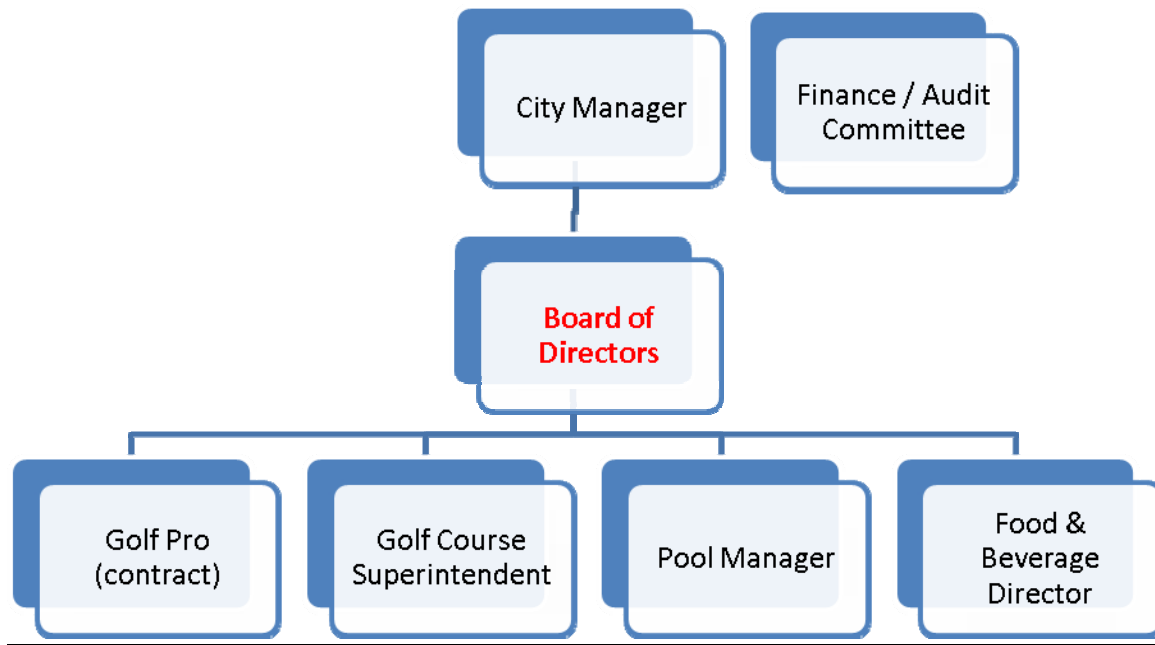 City Manager
Finance / Audit
Committee
Board of
Directors
Golf Pro
(contract)
Golf Course
Superintendent
Pool Manager
Food &
Beverage
Director